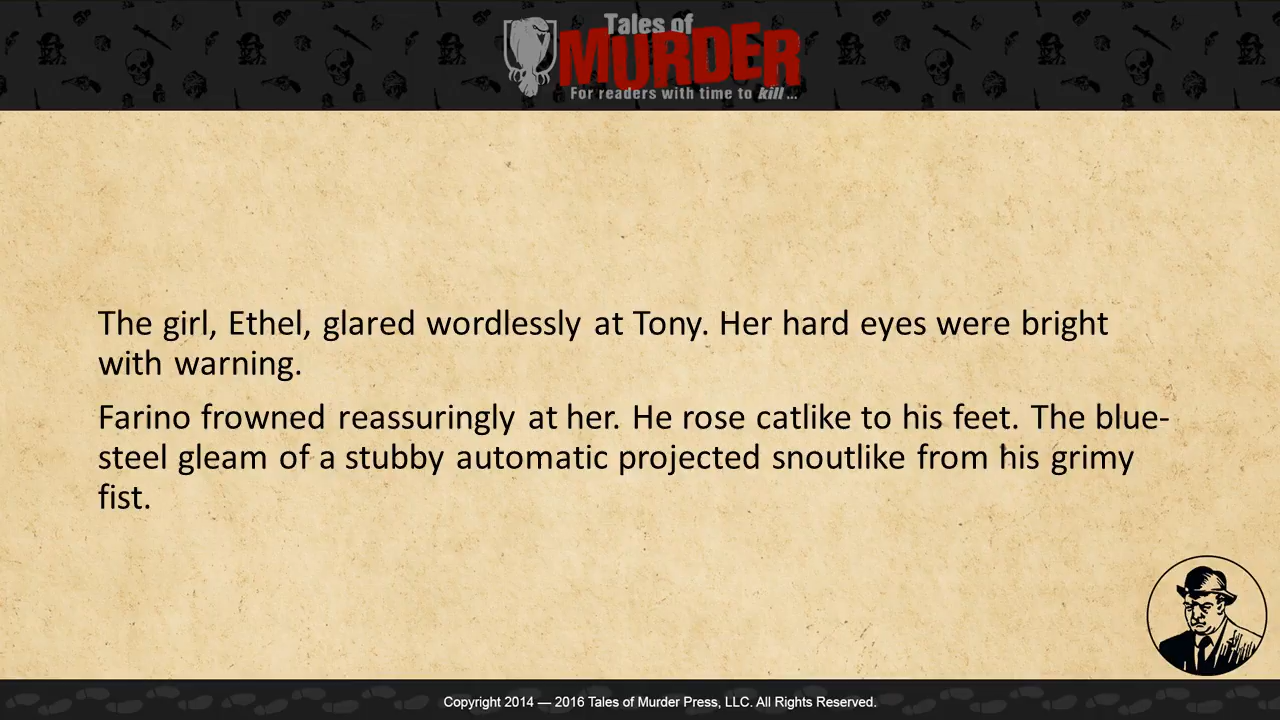 Tales of
MURDER
For readers with time to kill...
The girl, Ethel, glared wordlessly at Tony. Her hard eyes were bright
with warning.
Farino frowned reassuringly at her. He rose catlike to his feet. The blue-
steel gleam of a stubby automatic projected snoutlike from his grimy
fist.
Copyright 2014 — 2016 Tales of Murder Press, LLC. All Rights Reserved.